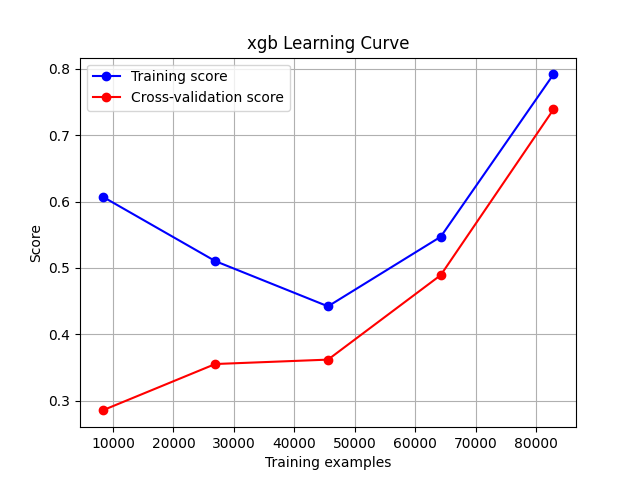 xgb Learning Curve
Training score
Cross-validation score
Score
0.8
0.7
0.6
0.5
0.4
0.3
10000 20000 30000 40000 50000 60000 70000 80000
Training examples